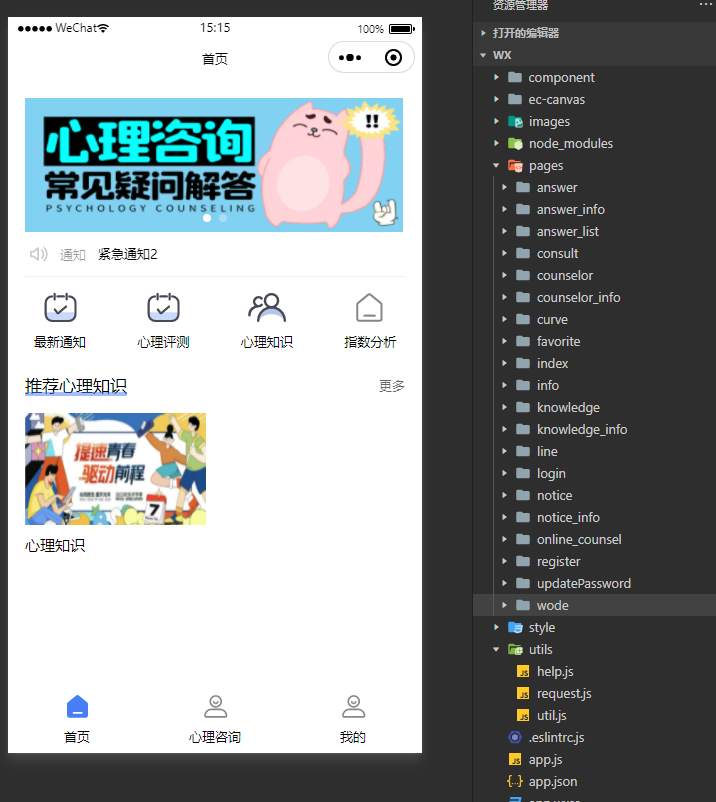 ●●●●● WeChat
15:15
100%
首页
心理咨询
!!
常见疑问解答
PSYCHOLOGY COUNSELING
通知 紧急通知2
最新通知 心理评测 心理知识 指数分析
推荐心理知识 更多
提速青春
驱动前程
7
心理知识
首页 心理咨询 我的
资源管理器 ···
打开的编辑器
WX
component
ec-canvas
images
node_modules
pages
answer
answer_info
answer_list
consult
counselor
counselor_info
curve
favorite
index
info
knowledge
knowledge_info
line
login
notice
notice_info
online_counsel
register
updatePassword
wode
style
utils
JS help.js
JS request.js
JS util.js
.eslintrc.js
JS app.js
{..} app.json